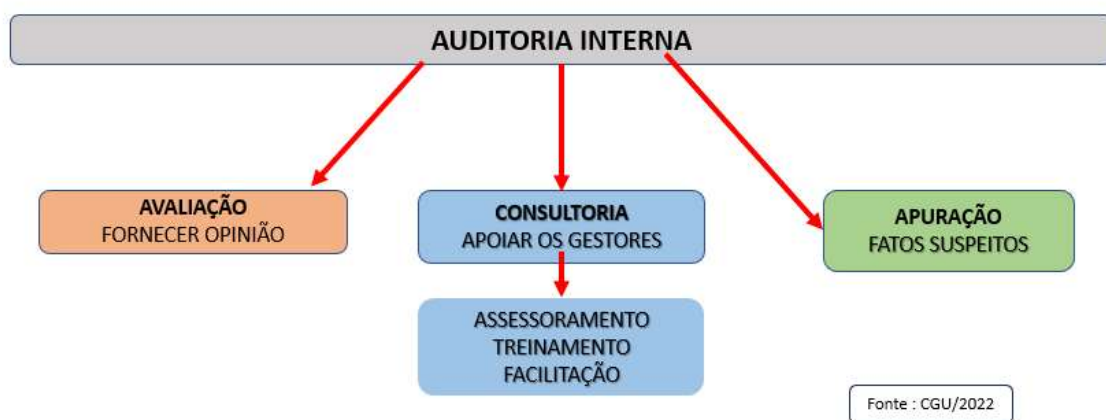 AUDITORIA INTERNA
AVALIAÇÃO
FORNECER OPINIÃO
CONSULTORIA
APOIAR OS GESTORES
APURAÇÃO
FATOS SUSPEITOS
ASSESSORAMENTO
TREINAMENTO
FACILITAÇÃO
Fonte : CGU/2022